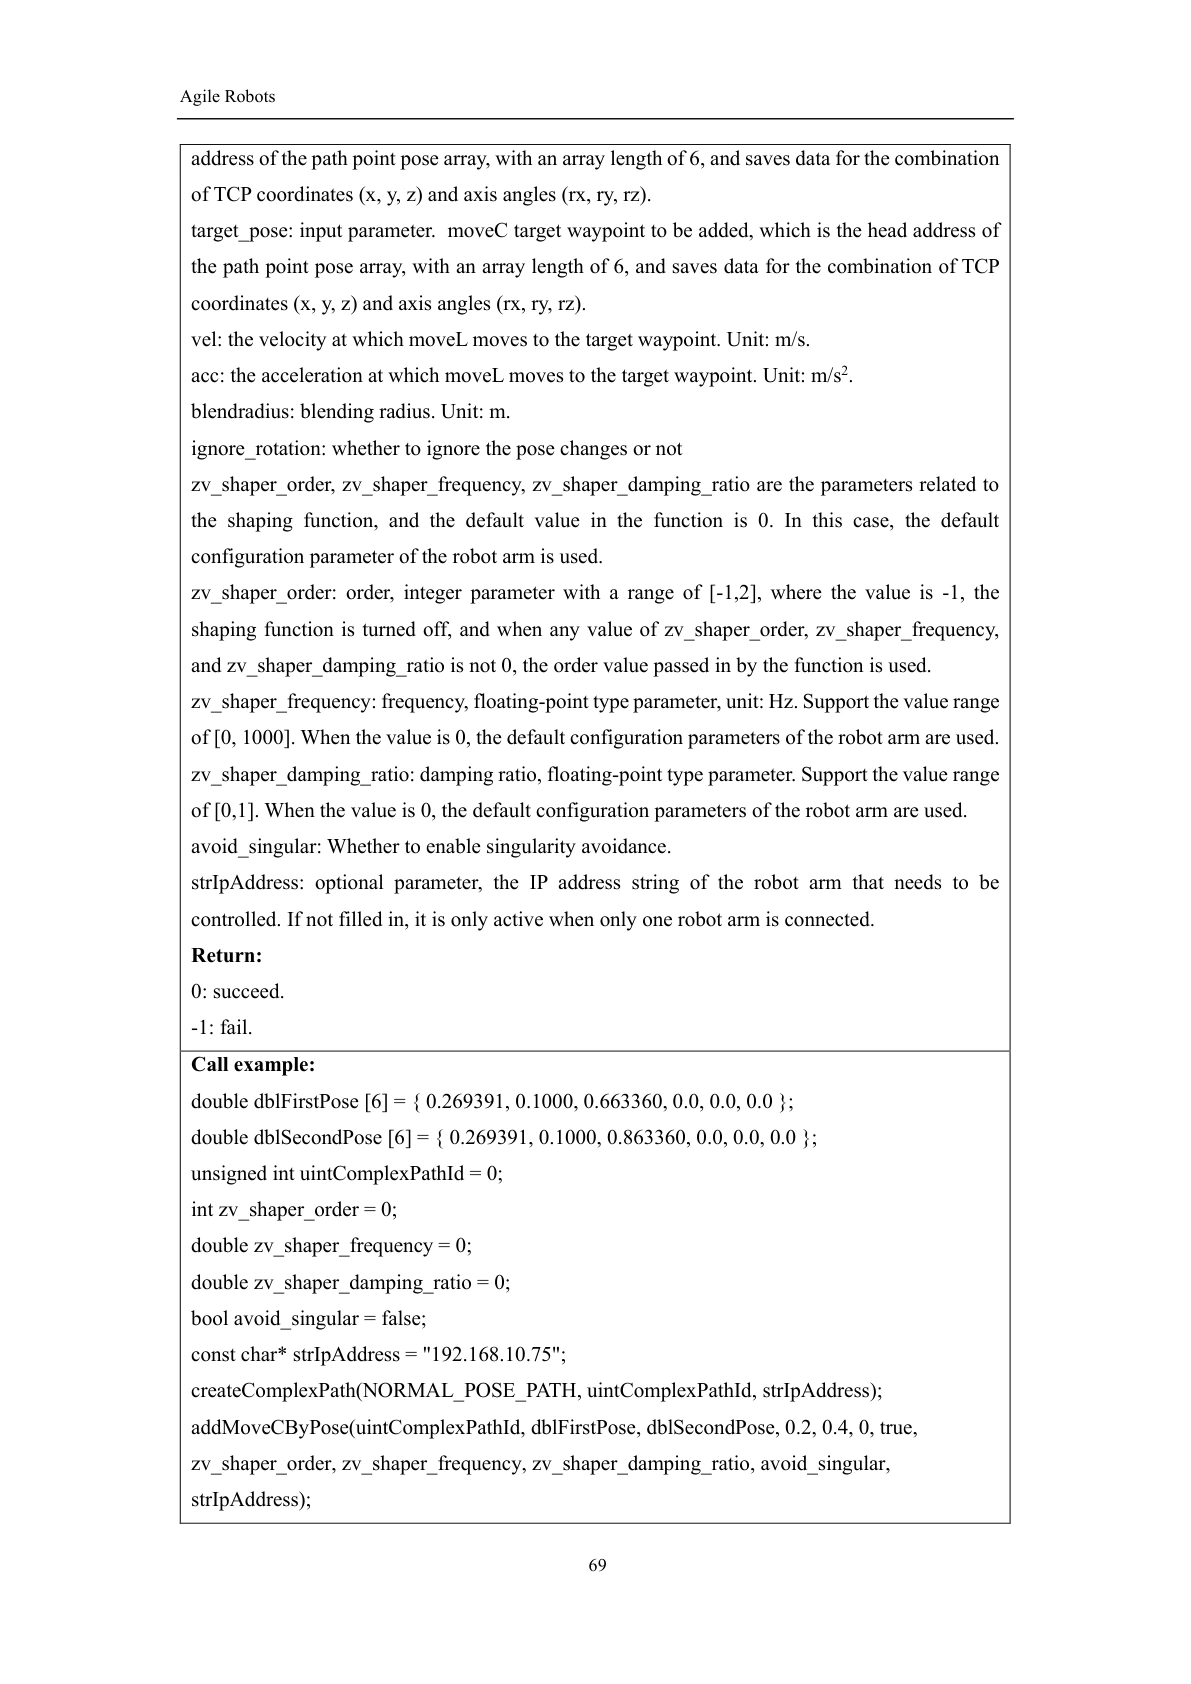 Agile Robots
address of the path point pose array, with an array length of 6, and saves data for the combination
of TCP coordinates (x, y, z) and axis angles (rx, ry, rz).
target_pose: input parameter.  moveC target waypoint to be added, which is the head address of
the path point pose array, with an array length of 6, and saves data for the combination of TCP
coordinates (x, y, z) and axis angles (rx, ry, rz).
vel: the velocity at which moveL moves to the target waypoint. Unit: m/s.
acc: the acceleration at which moveL moves to the target waypoint. Unit: m/s².
blendradius: blending radius. Unit: m.
ignore_rotation: whether to ignore the pose changes or not
zv_shaper_order, zv_shaper_frequency, zv_shaper_damping_ratio are the parameters related to
the shaping function, and the default value in the function is 0. In this case, the default
configuration parameter of the robot arm is used.
zv_shaper_order: order, integer parameter with a range of [-1,2], where the value is -1, the
shaping function is turned off, and when any value of zv_shaper_order, zv_shaper_frequency,
and zv_shaper_damping_ratio is not 0, the order value passed in by the function is used.
zv_shaper_frequency: frequency, floating-point type parameter, unit: Hz. Support the value range
of [0, 1000]. When the value is 0, the default configuration parameters of the robot arm are used.
zv_shaper_damping_ratio: damping ratio, floating-point type parameter. Support the value range
of [0,1]. When the value is 0, the default configuration parameters of the robot arm are used.
avoid_singular: Whether to enable singularity avoidance.
strIpAddress: optional parameter, the IP address string of the robot arm that needs to be
controlled. If not filled in, it is only active when only one robot arm is connected.
Return:
0: succeed.
-1: fail.
Call example:
double dblFirstPose [6] = { 0.269391, 0.1000, 0.663360, 0.0, 0.0, 0.0 };
double dblSecondPose [6] = { 0.269391, 0.1000, 0.863360, 0.0, 0.0, 0.0 };
unsigned int uintComplexPathId = 0;
int zv_shaper_order = 0;
double zv_shaper_frequency = 0;
double zv_shaper_damping_ratio = 0;
bool avoid_singular = false;
const char* strIpAddress = "192.168.10.75";
createComplexPath(NORMAL_POSE_PATH, uintComplexPathId, strIpAddress);
addMoveCByPose(uintComplexPathId, dblFirstPose, dblSecondPose, 0.2, 0.4, 0, true,
zv_shaper_order, zv_shaper_frequency, zv_shaper_damping_ratio, avoid_singular,
strIpAddress);
69